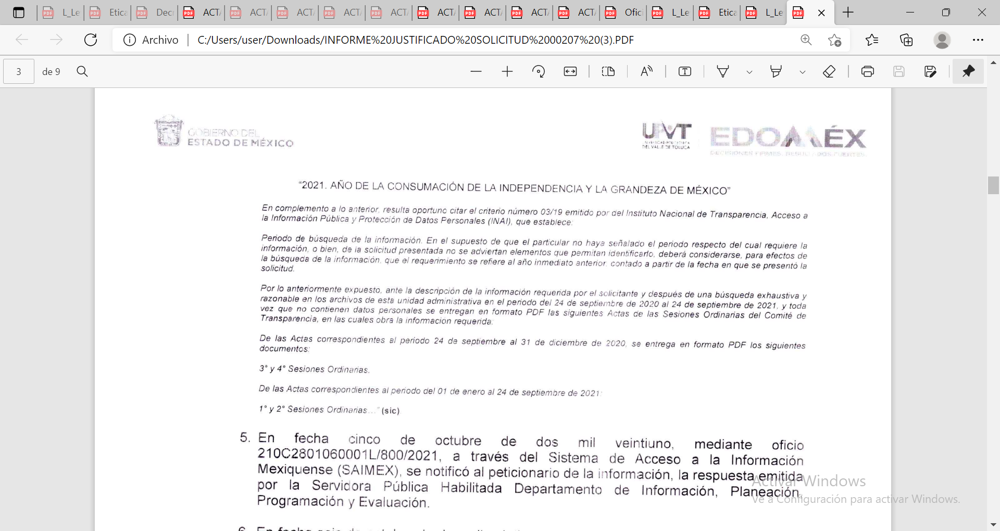 L_Le
Etica
Decr
ACTA
ACTA
ACTA
ACTA
ACTA
ACTA
ACTA
ACTA
ACTA
Ofici
L_Le
Etica
L_Le
Archivo
C:/Users/user/Downloads/INFORME%20JUSTIFICADO%20SOLICITUD%2000207%20(3).PDF
3 de 9
GOBIERNO DEL
ESTADO DE MÉXICO
UPVT
UNIVERSIDAD POLITÉCNICA
DEL VALLE DE TOLUCA
EDOMÉX
DECISIONES FIRMES, RESULTADOS FUERTES.
“2021. AÑO DE LA CONSUMACIÓN DE LA INDEPENDENCIA Y LA GRANDEZA DE MÉXICO”
En complemento a lo anterior, resulta oportuno citar el criterio número 03/19 emitido por del Instituto Nacional de Transparencia, Acceso a
la Información Pública y Protección de Datos Personales (INAI), que establece:
Periodo de búsqueda de la información. En el supuesto de que el particular no haya señalado el periodo respecto del cual requiere la
información, o bien, de la solicitud presentada no se adviertan elementos que permitan identificarlo, deberá considerarse, para efectos de
la búsqueda de la información, que el requerimiento se refiere al año inmediato anterior, contado a partir de la fecha en que se presentó la
solicitud.
Por lo anteriormente expuesto, ante la descripción de la información requerida por el solicitante y después de una búsqueda exhaustiva y
razonable en los archivos de esta unidad administrativa en el periodo del 24 de septiembre de 2020 al 24 de septiembre de 2021, y toda
vez que no contienen datos personales se entregan en formato PDF las siguientes Actas de las Sesiones Ordinarias del Comité de
Transparencia, en las cuales obra la informacion requerida:
De las Actas correspondientes al periodo 24 de septiembre al 31 de diciembre de 2020, se entrega en formato PDF los siguientes
documentos:
3° y 4° Sesiones Ordinarias.
De las Actas correspondientes al periodo del 01 de enero al 24 de septiembre de 2021:
1° y 2° Sesiones Ordinarias...” (sic)
5. En fecha cinco de octubre de dos mil veintiuno, mediante oficio
210C2801060001L/800/2021, a través del Sistema de Acceso a la Información
Mexiquense (SAIMEX), se notificó al peticionario de la información, la respuesta emitida
por la Servidora Pública Habilitada Departamento de Información, Planeación,
Programación y Evaluación.
Activar Windows
Ve a Configuración para activar Windows.